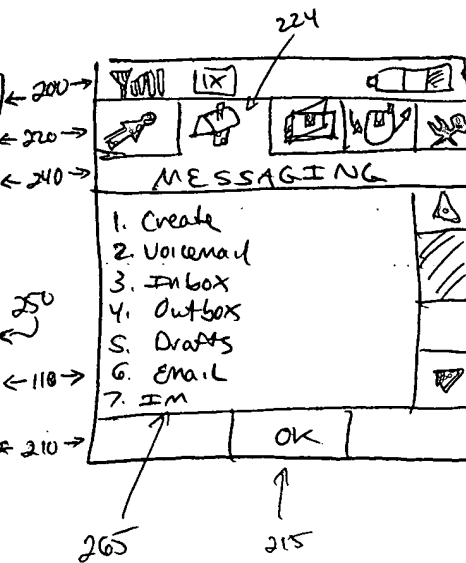 224
200
1X
220
240
MESSAGING
1. Create
2. Voicemail
3. Inbox
4. Outbox
5. Drafts
6. Email
7. IM
250
118
210
OK
265
215